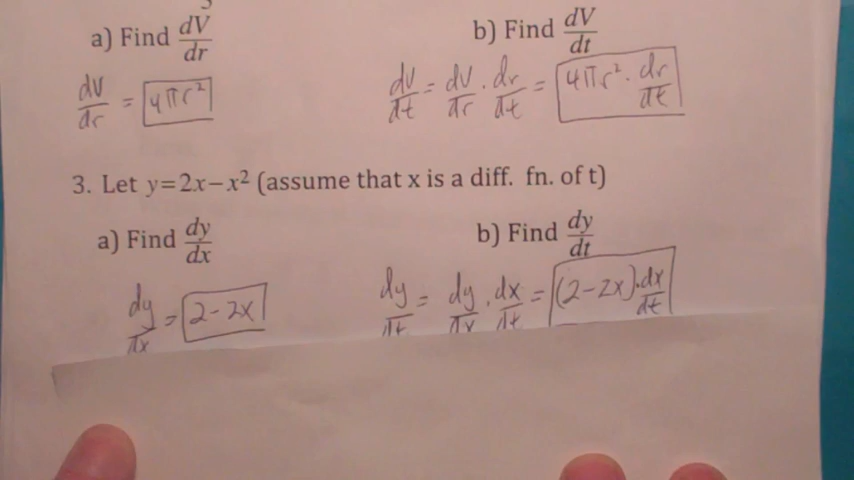 a) Find dV/dr b) Find dV/dt
dV/dr = 4πr² dV/dt = dV/dr · dr/dt = 4πr² · dr/dt
3. Let y=2x−x² (assume that x is a diff. fn. of t)
a) Find dy/dx b) Find dy/dt
dy/dx = 2-2x dy/dt = dy/dx · dx/dt = (2-2x)·dx/dt